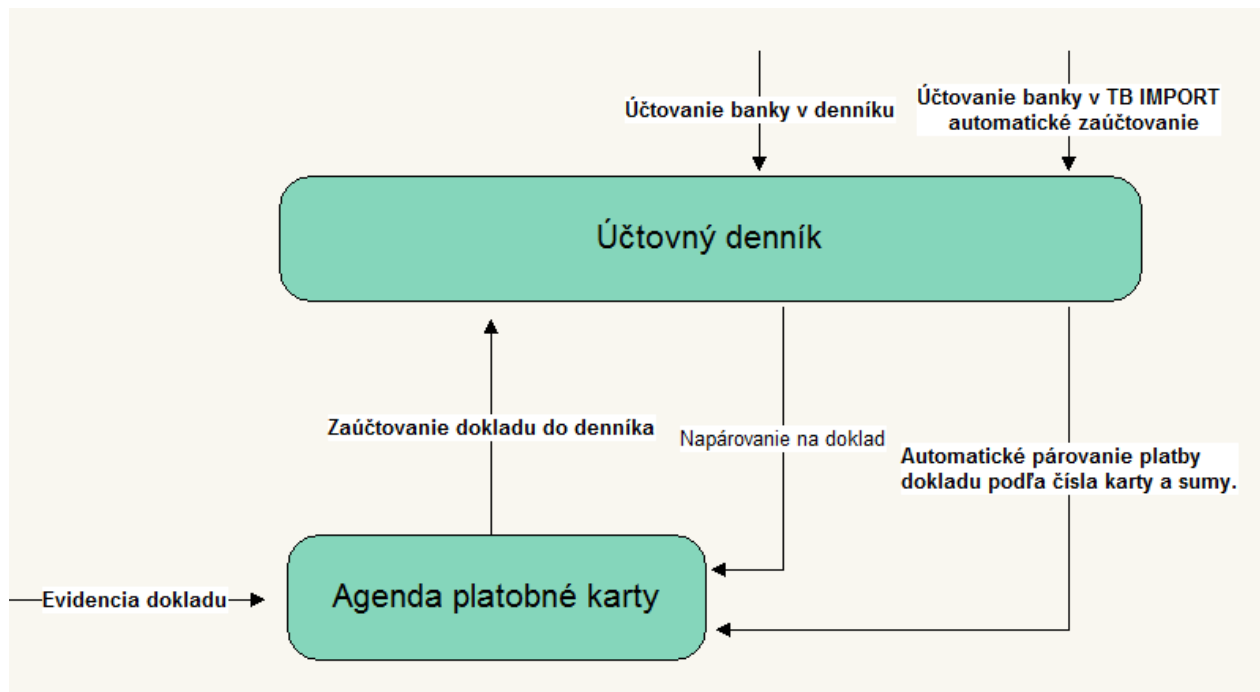 Účtovanie banky v denníku
Účtovanie banky v TB IMPORT
automatické zaúčtovanie
Účtovný denník
Zaúčtovanie dokladu do denníka
Napárovanie na doklad
Automatické párovanie platby
dokladu podľa čísla karty a sumy.
Evidencia dokladu
Agenda platobné karty